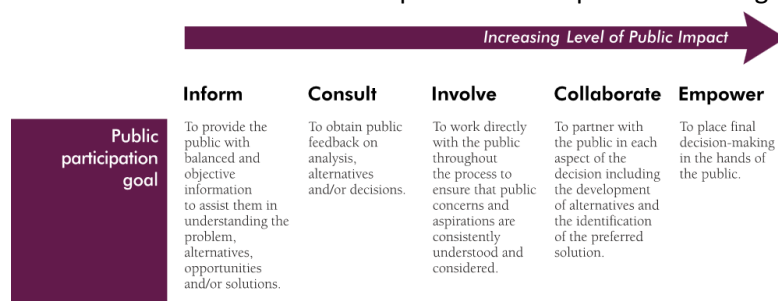 Increasing Level of Public Impact
Inform
Consult
Involve
Collaborate
Empower
Public
participation
goal
To provide the
public with
balanced and
objective
information
to assist them in
understanding the
problem,
alternatives,
opportunities
and/or solutions.
To obtain public
feedback on
analysis,
alternatives
and/or decisions.
To work directly
with the public
throughout
the process to
ensure that public
concerns and
aspirations are
consistently
understood and
considered.
To partner with
the public in each
aspect of the
decision including
the development
of alternatives and
the identification
of the preferred
solution.
To place final
decision-making
in the hands of
the public.